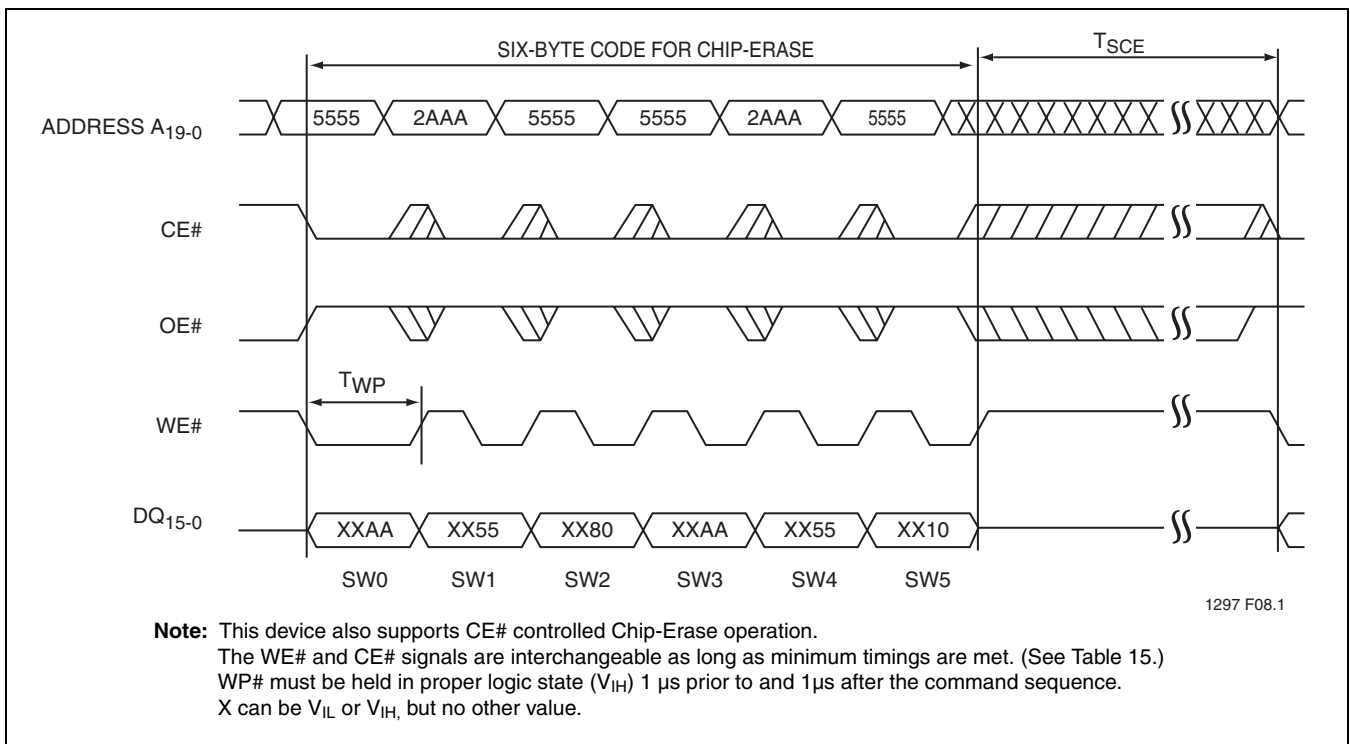 SIX-BYTE CODE FOR CHIP-ERASE
TSCE
ADDRESS A19-0
5555 2AAA 5555 5555 2AAA 5555
CE#
OE#
TWP
WE#
DQ15-0
XXAA XX55 XX80 XXAA XX55 XX10
SW0 SW1 SW2 SW3 SW4 SW5
1297 F08.1
Note: This device also supports CE# controlled Chip-Erase operation.
The WE# and CE# signals are interchangeable as long as minimum timings are met. (See Table 15.)
WP# must be held in proper logic state (VIH) 1 µs prior to and 1µs after the command sequence.
X can be VIL or VIH, but no other value.